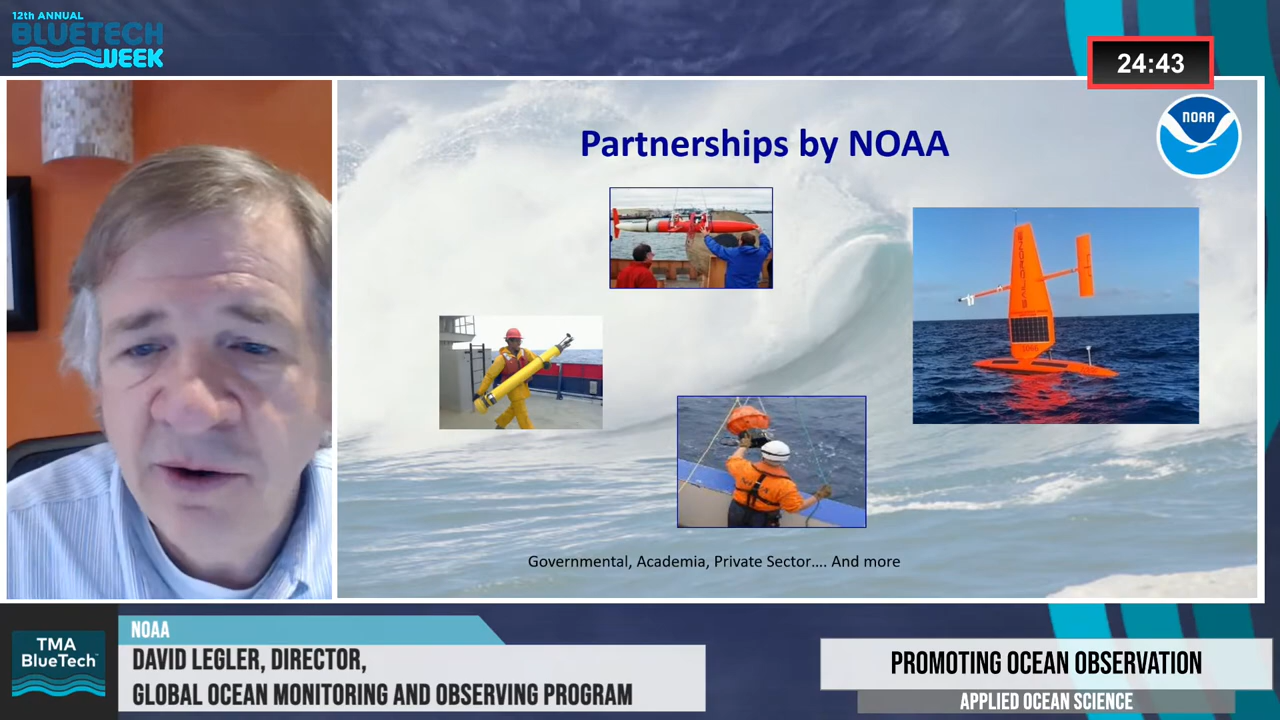 12th ANNUAL
BLUETECH
WEEK
24:43
NOAA
Partnerships by NOAA
Governmental, Academia, Private Sector.... And more
TMA
BlueTech™
NOAA
DAVID LEGLER, DIRECTOR,
GLOBAL OCEAN MONITORING AND OBSERVING PROGRAM
PROMOTING OCEAN OBSERVATION
APPLIED OCEAN SCIENCE